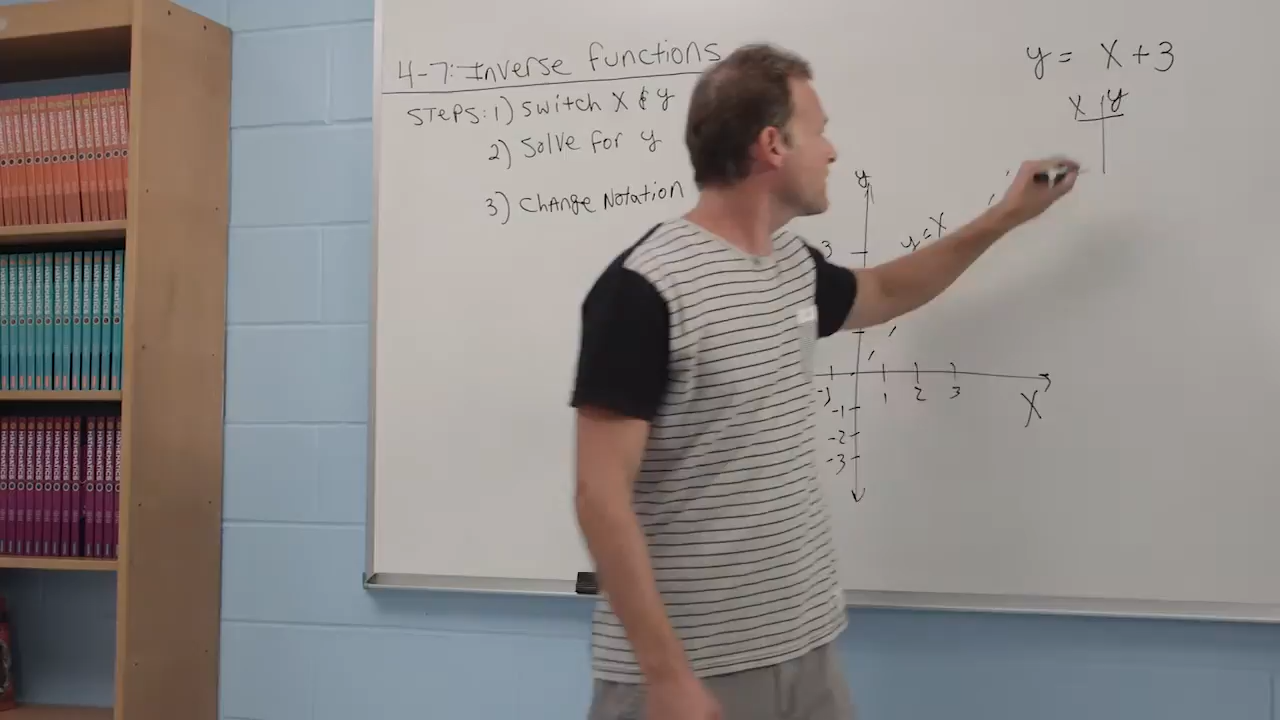 4-7: Inverse functions
STEPS: 1) Switch X & y
2) Solve for y
3) Change Notation
y = X + 3
X y
y
3
y = X
-1 1 2 3
X
-1
-2
-3
MATHEMATICS